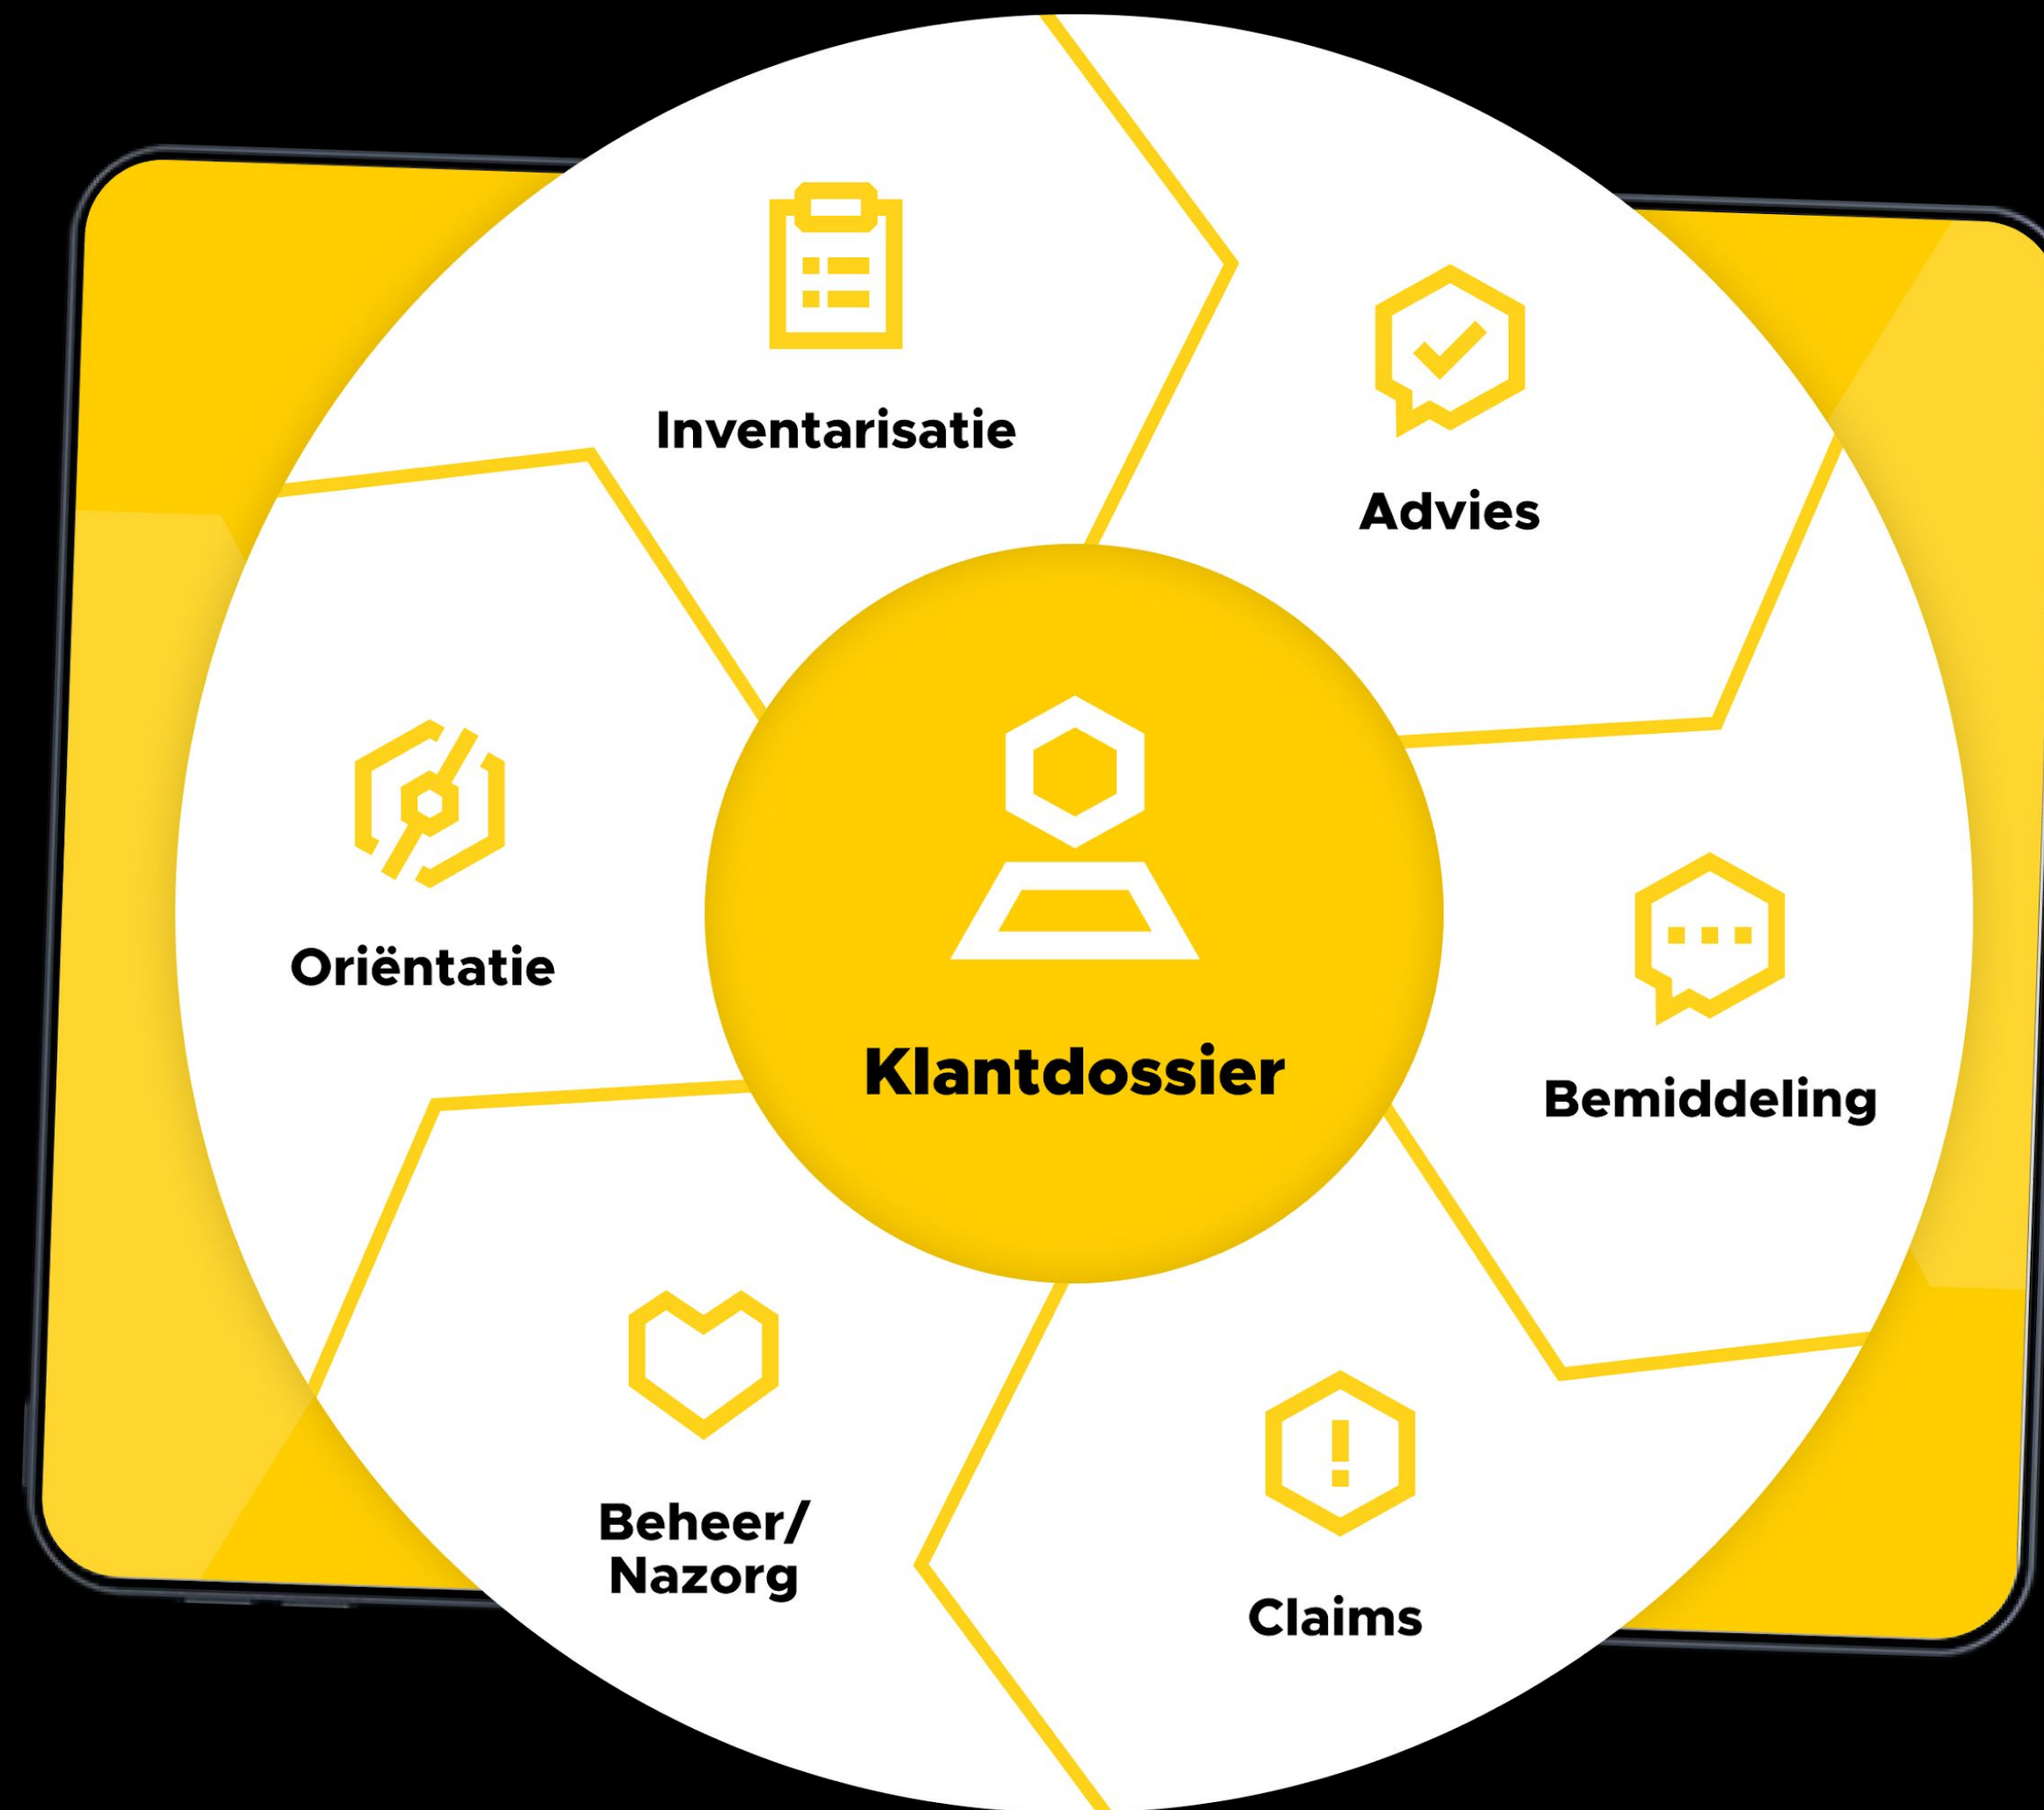 Inventarisatie
Advies
Oriëntatie
Klantdossier
Bemiddeling
Beheer/
Nazorg
Claims